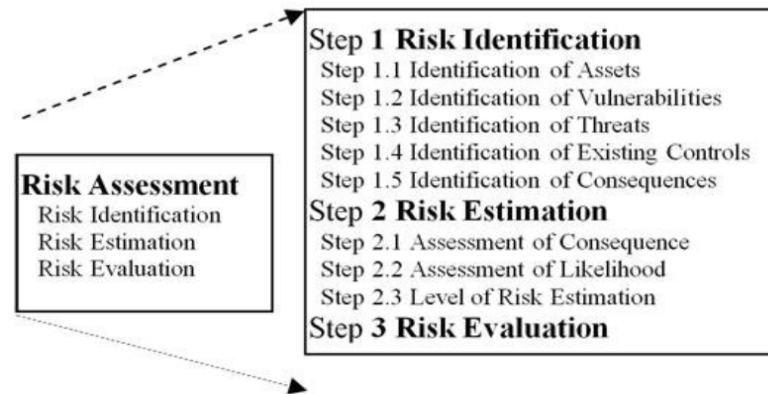 Risk Assessment
Risk Identification
Risk Estimation
Risk Evaluation
Step 1 Risk Identification
Step 1.1 Identification of Assets
Step 1.2 Identification of Vulnerabilities
Step 1.3 Identification of Threats
Step 1.4 Identification of Existing Controls
Step 1.5 Identification of Consequences
Step 2 Risk Estimation
Step 2.1 Assessment of Consequence
Step 2.2 Assessment of Likelihood
Step 2.3 Level of Risk Estimation
Step 3 Risk Evaluation